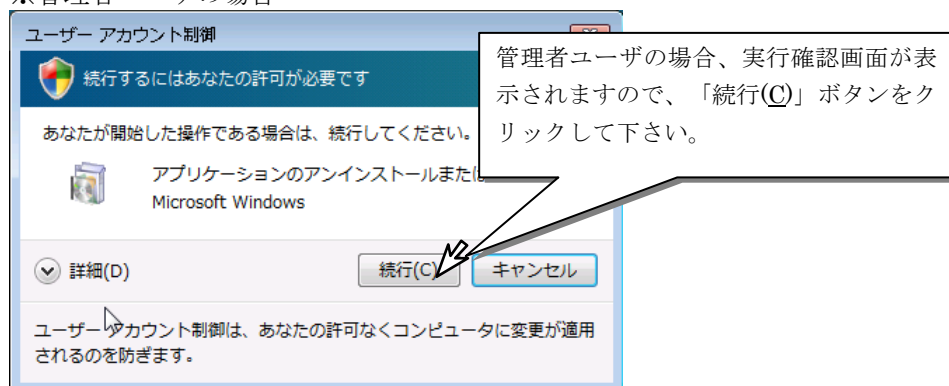 ※管理者ユーザの場合
ユーザー アカウント制御
続行するにはあなたの許可が必要です
あなたが開始した操作である場合は、続行してください。
アプリケーションのアンインストールまたは
Microsoft Windows
詳細(D)
続行(C)
キャンセル
ユーザー アカウント制御は、あなたの許可なくコンピュータに変更が適用
されるのを防ぎます。
管理者ユーザの場合、実行確認画面が表
示されますので、「続行(C)」ボタンをク
リックして下さい。